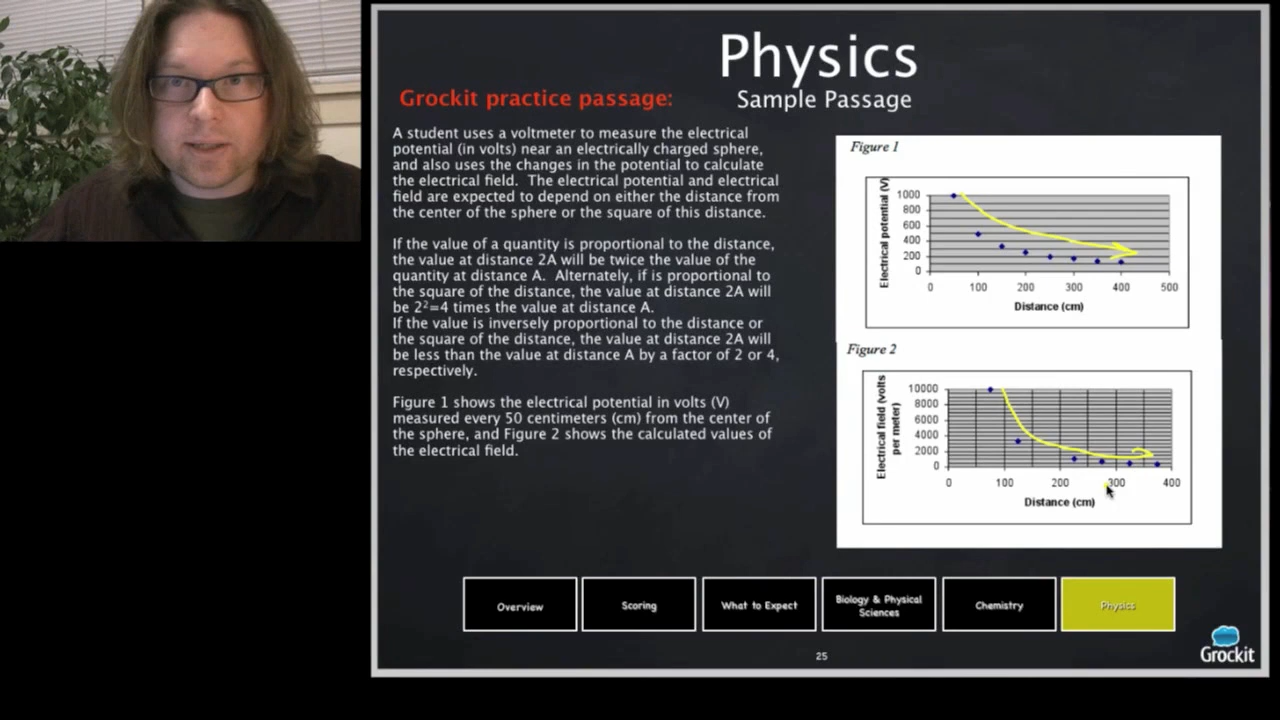 Physics
Sample Passage
Grockit practice passage:
A student uses a voltmeter to measure the electrical
potential (in volts) near an electrically charged sphere,
and also uses the changes in the potential to calculate
the electrical field. The electrical potential and electrical
field are expected to depend on either the distance from
the center of the sphere or the square of this distance.
If the value of a quantity is proportional to the distance,
the value at distance 2A will be twice the value of the
quantity at distance A. Alternately, if is proportional to
the square of the distance, the value at distance 2A will
be 2²=4 times the value at distance A.
If the value is inversely proportional to the distance or
the square of the distance, the value at distance 2A will
be less than the value at distance A by a factor of 2 or 4,
respectively.
Figure 1 shows the electrical potential in volts (V)
measured every 50 centimeters (cm) from the center of
the sphere, and Figure 2 shows the calculated values of
the electrical field.
Figure 1
Electrical potential (V)
1000
800
600
400
200
0
0 100 200 300 400 500
Distance (cm)
Figure 2
Electrical field (volts
per meter)
10000
8000
6000
4000
2000
0
0 100 200 300 400
Distance (cm)
Overview
Scoring
What to Expect
Biology & Physical
Sciences
Chemistry
Physics
25
Grockit